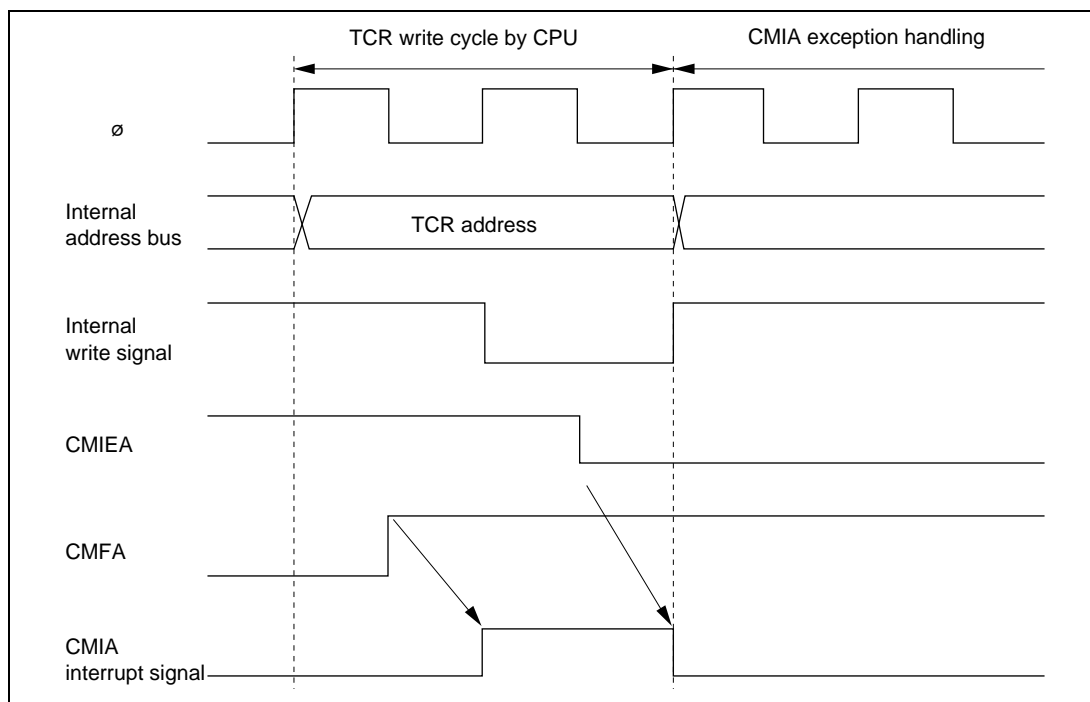 TCR write cycle by CPU
CMIA exception handling
ø
Internal
address bus
TCR address
Internal
write signal
CMIEA
CMFA
CMIA
interrupt signal